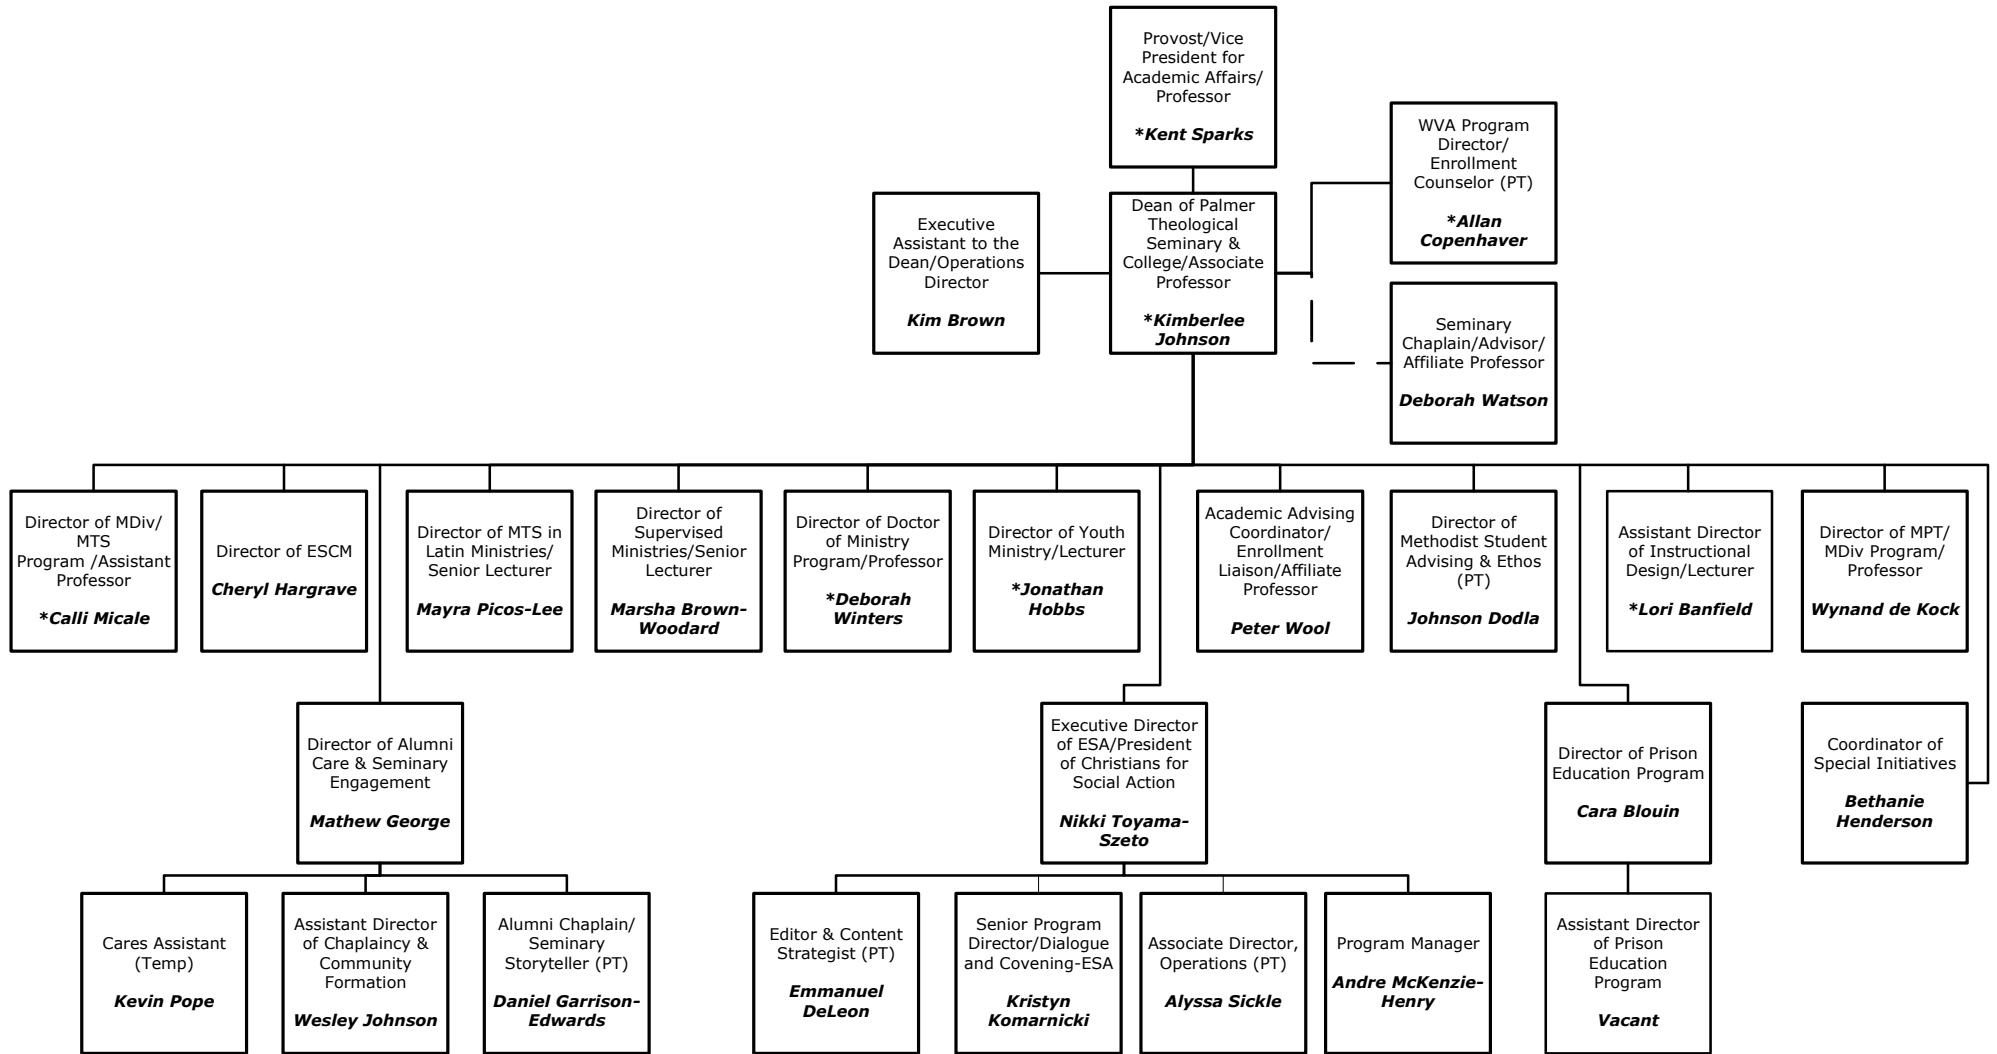 Provost/Vice
President for
Academic Affairs/
Professor
*Kent Sparks
WVA Program
Director/
Enrollment
Counselor (PT)
*Allan
Copenhaver
Executive
Assistant to the
Dean/Operations
Director
Kim Brown
Dean of Palmer
Theological
Seminary &
College/Associate
Professor
*Kimberlee
Johnson
Seminary
Chaplain/Advisor/
Affiliate Professor
Deborah Watson
Director of MDiv/
MTS
Program /Assistant
Professor
*Calli Micale
Director of ESCM
Cheryl Hargrave
Director of MTS in
Latin Ministries/
Senior Lecturer
Mayra Picos-Lee
Director of
Supervised
Ministries/Senior
Lecturer
Marsha Brown-
Woodard
Director of Doctor
of Ministry
Program/Professor
*Deborah
Winters
Director of Youth
Ministry/Lecturer
*Jonathan
Hobbs
Academic Advising
Coordinator/
Enrollment
Liaison/Affiliate
Professor
Peter Wool
Director of
Methodist Student
Advising & Ethos
(PT)
Johnson Dodla
Assistant Director
of Instructional
Design/Lecturer
*Lori Banfield
Director of MPT/
MDiv Program/
Professor
Wynand de Kock
Director of Alumni
Care & Seminary
Engagement
Mathew George
Executive Director
of ESA/President
of Christians for
Social Action
Nikki Toyama-
Szeto
Director of Prison
Education Program
Cara Blouin
Coordinator of
Special Initiatives
Bethanie
Henderson
Cares Assistant
(Temp)
Kevin Pope
Assistant Director
of Chaplaincy &
Community
Formation
Wesley Johnson
Alumni Chaplain/
Seminary
Storyteller (PT)
Daniel Garrison-
Edwards
Editor & Content
Strategist (PT)
Emmanuel
DeLeon
Senior Program
Director/Dialogue
and Covening-ESA
Kristyn
Komarnicki
Associate Director,
Operations (PT)
Alyssa Sickle
Program Manager
Andre McKenzie-
Henry
Assistant Director
of Prison
Education
Program
Vacant